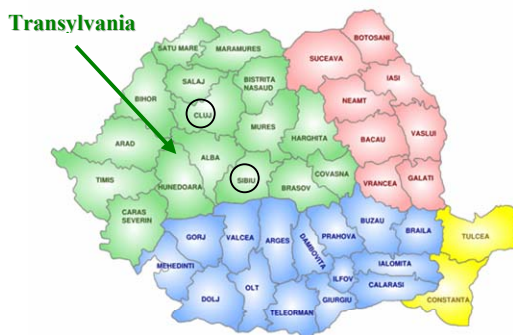 Transylvania
BOTOSANI
SATU MARE
MARAMURES
SUCEAVA
SALAJ
BISTRITA
NASAUD
IASI
BIHOR
CLUJ
NEAMT
MURES
HARGHITA
ARAD
ALBA
BACAU
VASLUI
TIMIS
HUNEDOARA
SIBIU
BRASOV
COVASNA
VRANCEA
GALATI
CARAS
SEVERIN
GORJ
VALCEA
ARGES
DAMBOVITA
PRAHOVA
BUZAU
BRAILA
TULCEA
MEHEDINTI
DOLJ
OLT
TELEORMAN
ILFOV
GIURGIU
IALOMITA
CALARASI
CONSTANTA